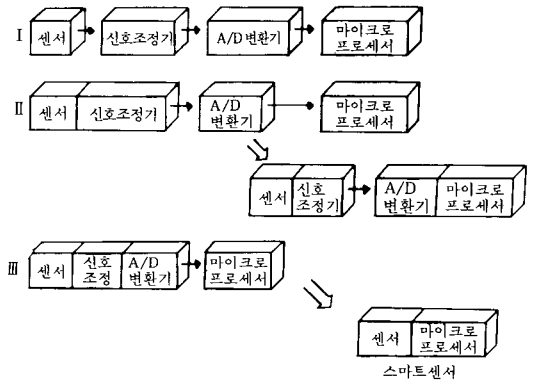 Ⅰ 센서 신호조정기 A/D변환기 마이크로
프로세서
Ⅱ 센서 신호조정기 A/D
변환기 마이크로
프로세서
센서 신호
조정기 A/D
변환기 마이크로
프로세서
Ⅲ 센서 신호
조정 A/D
변환기 마이크로
프로세서
센서 마이크로
프로세서
스마트센서